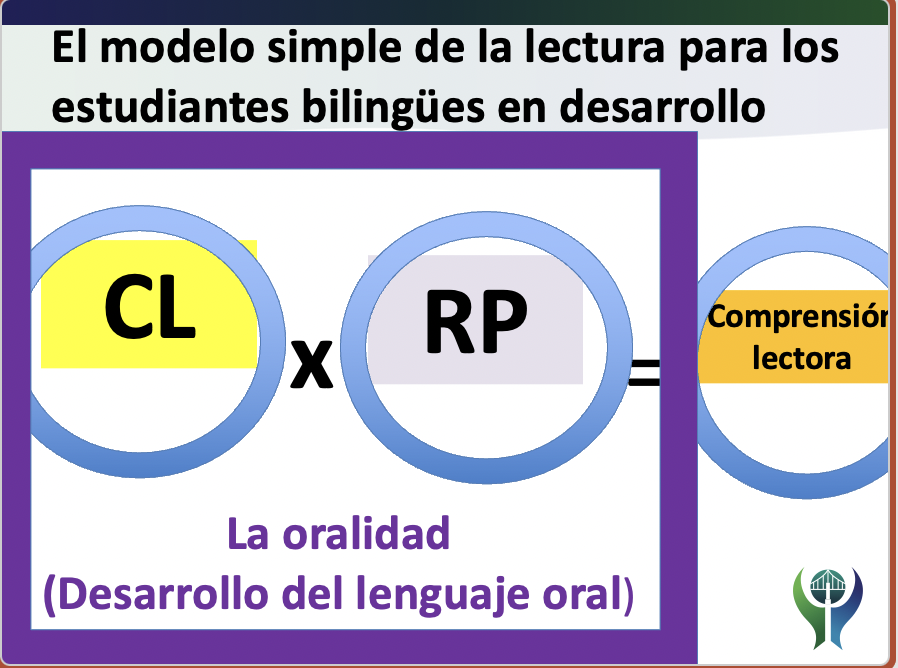 El modelo simple de la lectura para los
estudiantes bilingües en desarrollo
CL x RP =
Comprensión
lectora
La oralidad
(Desarrollo del lenguaje oral)